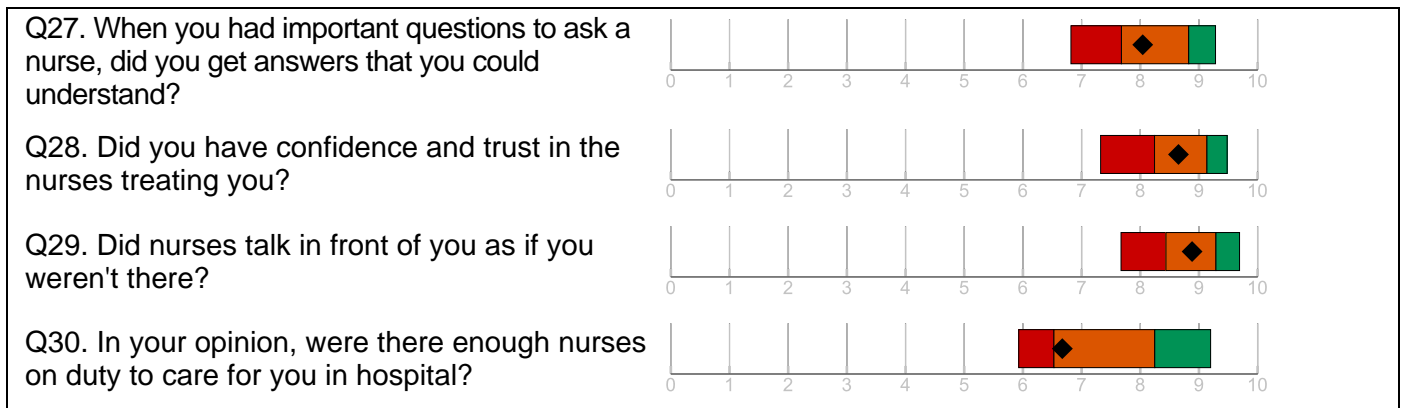 Q27. When you had important questions to ask a
nurse, did you get answers that you could
understand?
0 1 2 3 4 5 6 7 8 9 10
Q28. Did you have confidence and trust in the
nurses treating you?
0 1 2 3 4 5 6 7 8 9 10
Q29. Did nurses talk in front of you as if you
weren't there?
0 1 2 3 4 5 6 7 8 9 10
Q30. In your opinion, were there enough nurses
on duty to care for you in hospital?
0 1 2 3 4 5 6 7 8 9 10